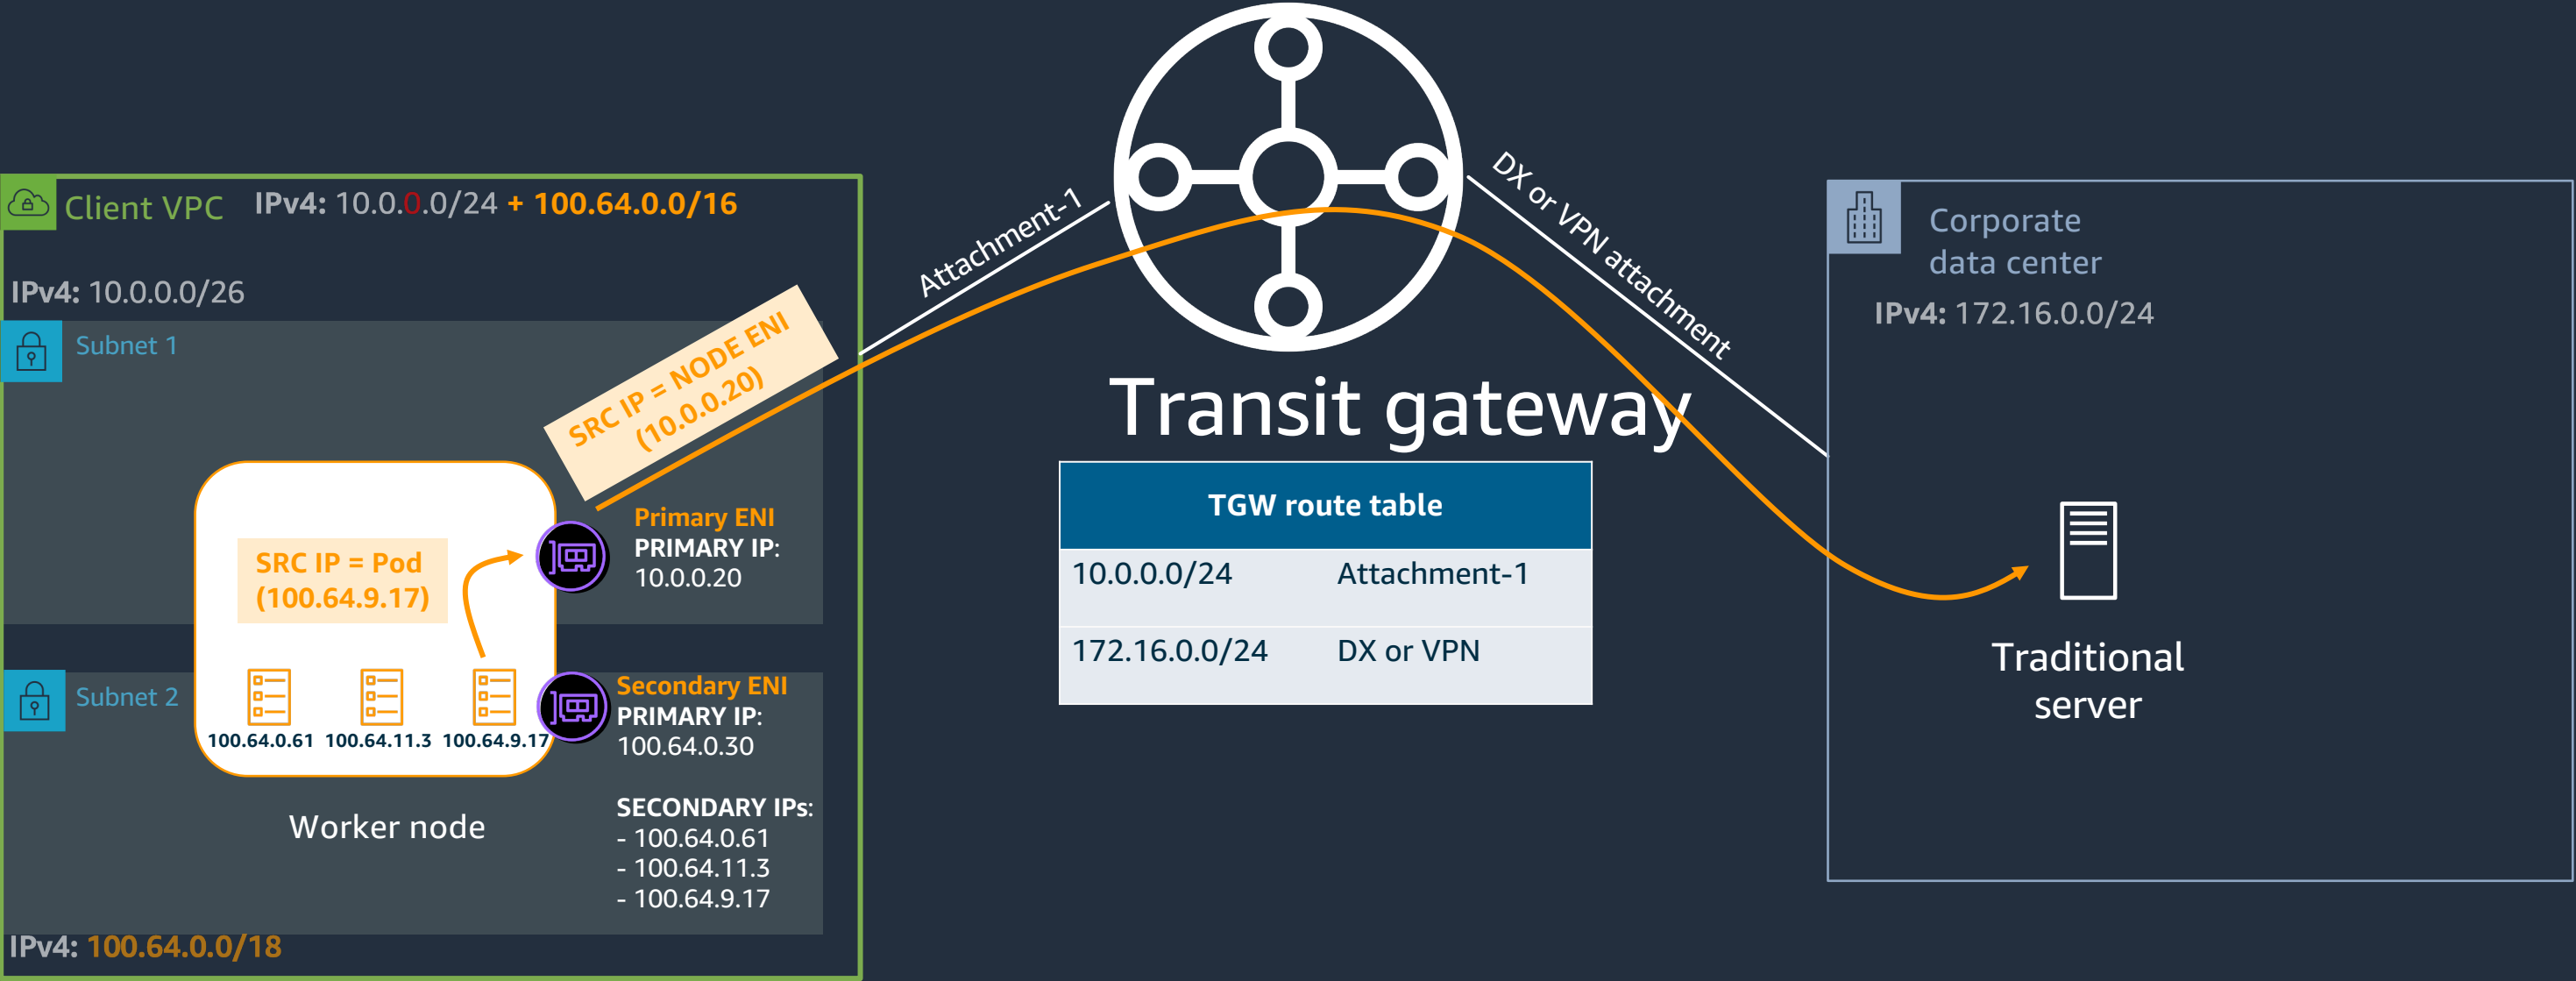 Client VPC
IPv4: 10.0.0.0/24 + 100.64.0.0/16
IPv4: 10.0.0.0/26
Subnet 1
SRC IP = NODE ENI
(10.0.0.20)
SRC IP = Pod
(100.64.9.17)
Primary ENI
PRIMARY IP:
10.0.0.20
Subnet 2
100.64.0.61
100.64.11.3
100.64.9.17
Worker node
Secondary ENI
PRIMARY IP:
100.64.0.30
SECONDARY IPs:
- 100.64.0.61
- 100.64.11.3
- 100.64.9.17
IPv4: 100.64.0.0/18
Attachment-1
DX or VPN attachment
Transit gateway
TGW route table
10.0.0.0/24 Attachment-1
172.16.0.0/24 DX or VPN
Corporate
data center
IPv4: 172.16.0.0/24
Traditional
server